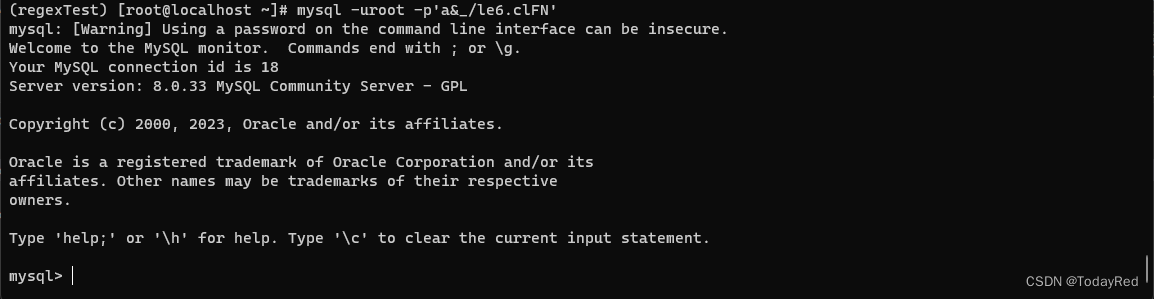 (regexTest) [root@localhost ~]# mysql -uroot -p'a&_/le6.clFN'
mysql: [Warning] Using a password on the command line interface can be insecure.
Welcome to the MySQL monitor.  Commands end with ; or \g.
Your MySQL connection id is 18
Server version: 8.0.33 MySQL Community Server - GPL
Copyright (c) 2000, 2023, Oracle and/or its affiliates.
Oracle is a registered trademark of Oracle Corporation and/or its
affiliates. Other names may be trademarks of their respective
owners.
Type 'help;' or '\h' for help. Type '\c' to clear the current input statement.
mysql>
CSDN @TodayRed